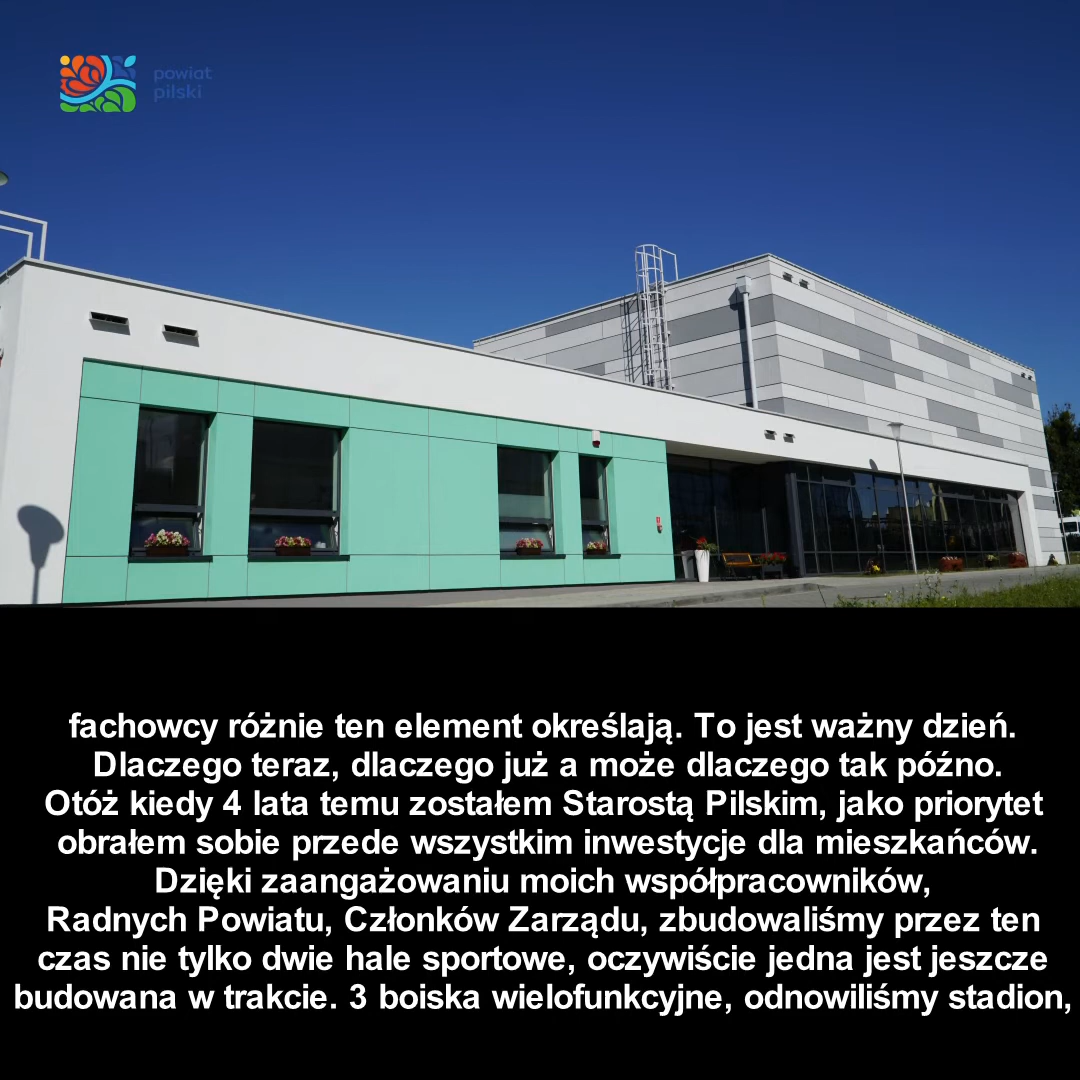 powiat
pilski
fachowcy różnie ten element określają. To jest ważny dzień.
Dlaczego teraz, dlaczego już a może dlaczego tak późno.
Otóż kiedy 4 lata temu zostałem Starostą Pilskim, jako priorytet
obrałem sobie przede wszystkim inwestycje dla mieszkańców.
Dzięki zaangażowaniu moich współpracowników,
Radnych Powiatu, Członków Zarządu, zbudowaliśmy przez ten
czas nie tylko dwie hale sportowe, oczywiście jedna jest jeszcze
budowana w trakcie. 3 boiska wielofunkcyjne, odnowiliśmy stadion,